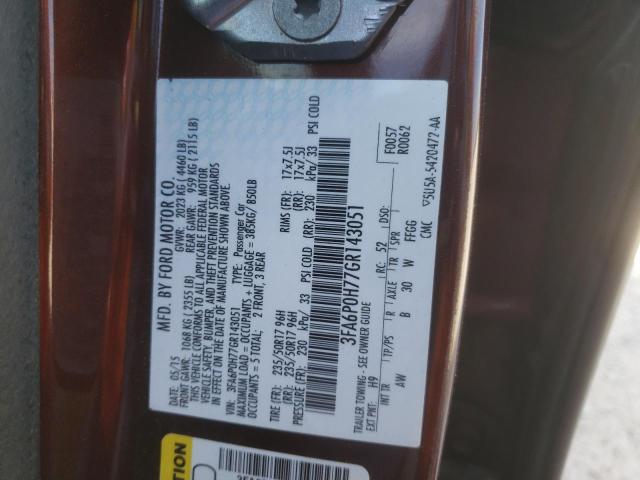 MFD. BY FORD MOTOR CO.
DATE: 05/15 GVWR: 2023 KG ( 4460 LB)
FRONT GAWR: 1068 KG ( 2355 LB) REAR GAWR: 959 KG ( 2115 LB)
THIS VEHICLE CONFORMS TO ALL APPLICABLE FEDERAL MOTOR
VEHICLE SAFETY, BUMPER, AND THEFT PREVENTION STANDARDS
IN EFFECT ON THE DATE OF MANUFACTURE SHOWN ABOVE.
VIN: 3FA6P0H77GR143051 TYPE: Passenger Car
MAXIMUM LOAD = OCCUPANTS + LUGGAGE = 385KG/ 850LB
OCCUPANTS = 5 TOTAL; 2 FRONT, 3 REAR
TIRE (FR): 235/50R17 96H RIMS (FR): 17x7.5J
(RR): 235/50R17 96H (RR): 17x7.5J
PRESSURE (FR): 230 kPa/ 33 PSI COLD (RR): 230 kPa/ 33 PSI COLD
3FA6P0H77GR143051
TRAILER TOWING - SEE OWNER GUIDE
F0057
EXT PNT: H9 RC: 52 DSO: R0062
INT TR TP/PS R AXLE TR SPR
AW B 30 W FFGG
CMC 5U5A-5420472-AA